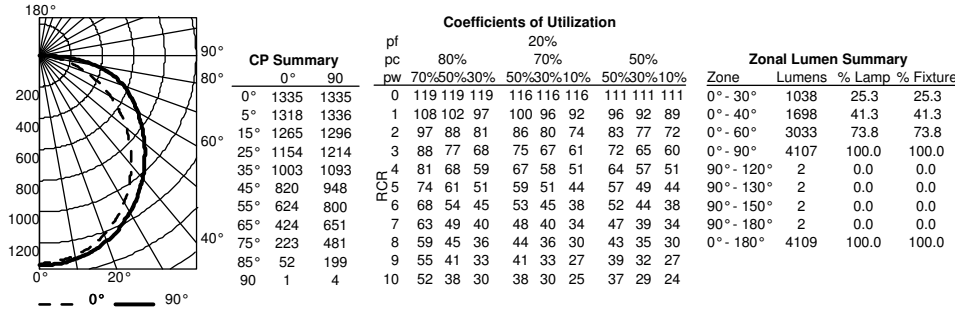 180°
90°
80°
200
400
60°
600
800
1000
40°
1200
0° 20°
0° 90°
CP Summary
0° 90
0° 1335 1335
5° 1318 1336
15° 1265 1296
25° 1154 1214
35° 1003 1093
45° 820 948
55° 624 800
65° 424 651
75° 223 481
85° 52 199
90 1 4
Coefficients of Utilization
pf 20%
pc 80% 70% 50%
pw 70%50%30% 50%30%10% 50%30%10%
RCR
0 119 119 119 116 116 116 111 111 111
1 108 102 97 100 96 92 96 92 89
2 97 88 81 86 80 74 83 77 72
3 88 77 68 75 67 61 72 65 60
4 81 68 59 67 58 51 64 57 51
5 74 61 51 59 51 44 57 49 44
6 68 54 45 53 45 38 52 44 38
7 63 49 40 48 40 34 47 39 34
8 59 45 36 44 36 30 43 35 30
9 55 41 33 41 33 27 39 32 27
10 52 38 30 38 30 25 37 29 24
Zonal Lumen Summary
Zone Lumens % Lamp % Fixture
0° - 30° 1038 25.3 25.3
0° - 40° 1698 41.3 41.3
0° - 60° 3033 73.8 73.8
0° - 90° 4107 100.0 100.0
90° - 120° 2 0.0 0.0
90° - 130° 2 0.0 0.0
90° - 150° 2 0.0 0.0
90° - 180° 2 0.0 0.0
0° - 180° 4109 100.0 100.0